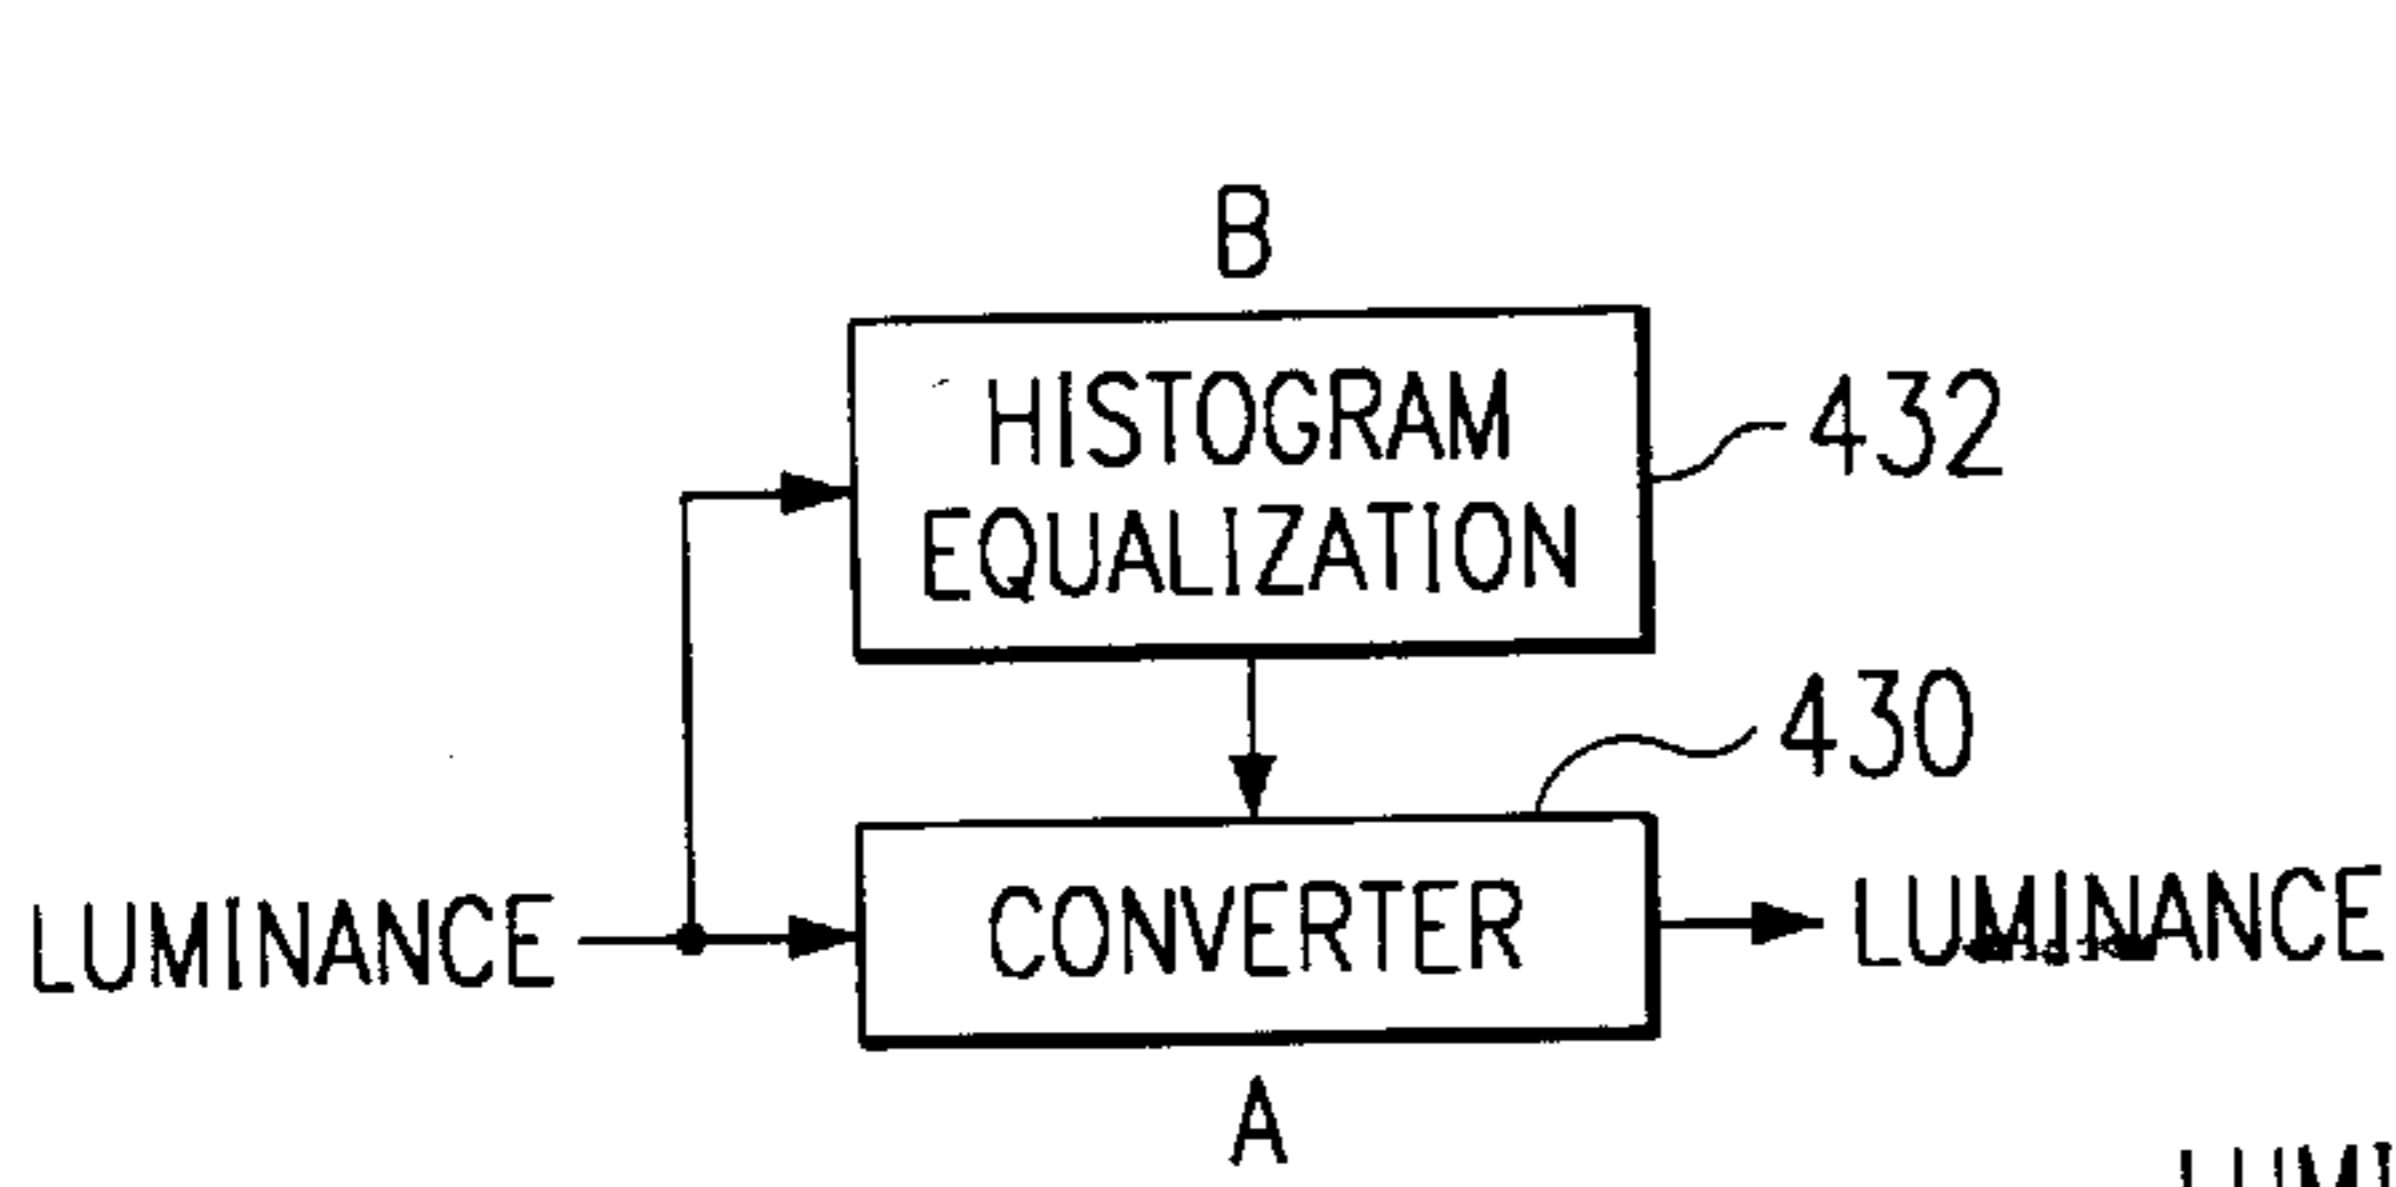 B
HISTOGRAM
EQUALIZATION
432
430
LUMINANCE
CONVERTER
LUMINANCE
A